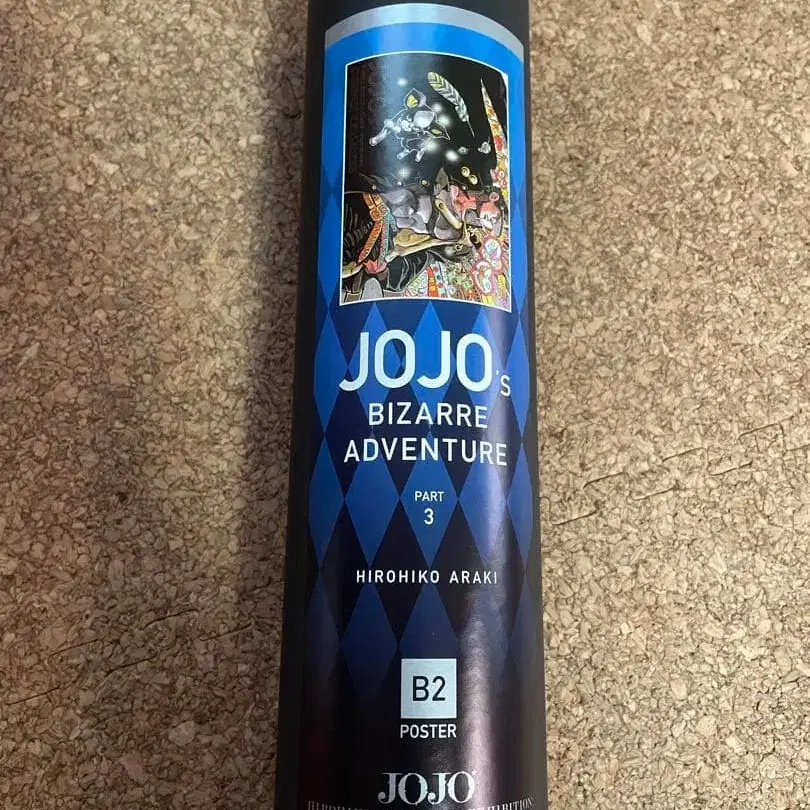 JOJO's
BIZARRE
ADVENTURE
PART
3
HIROHIKO ARAKI
B2
POSTER
JOJO